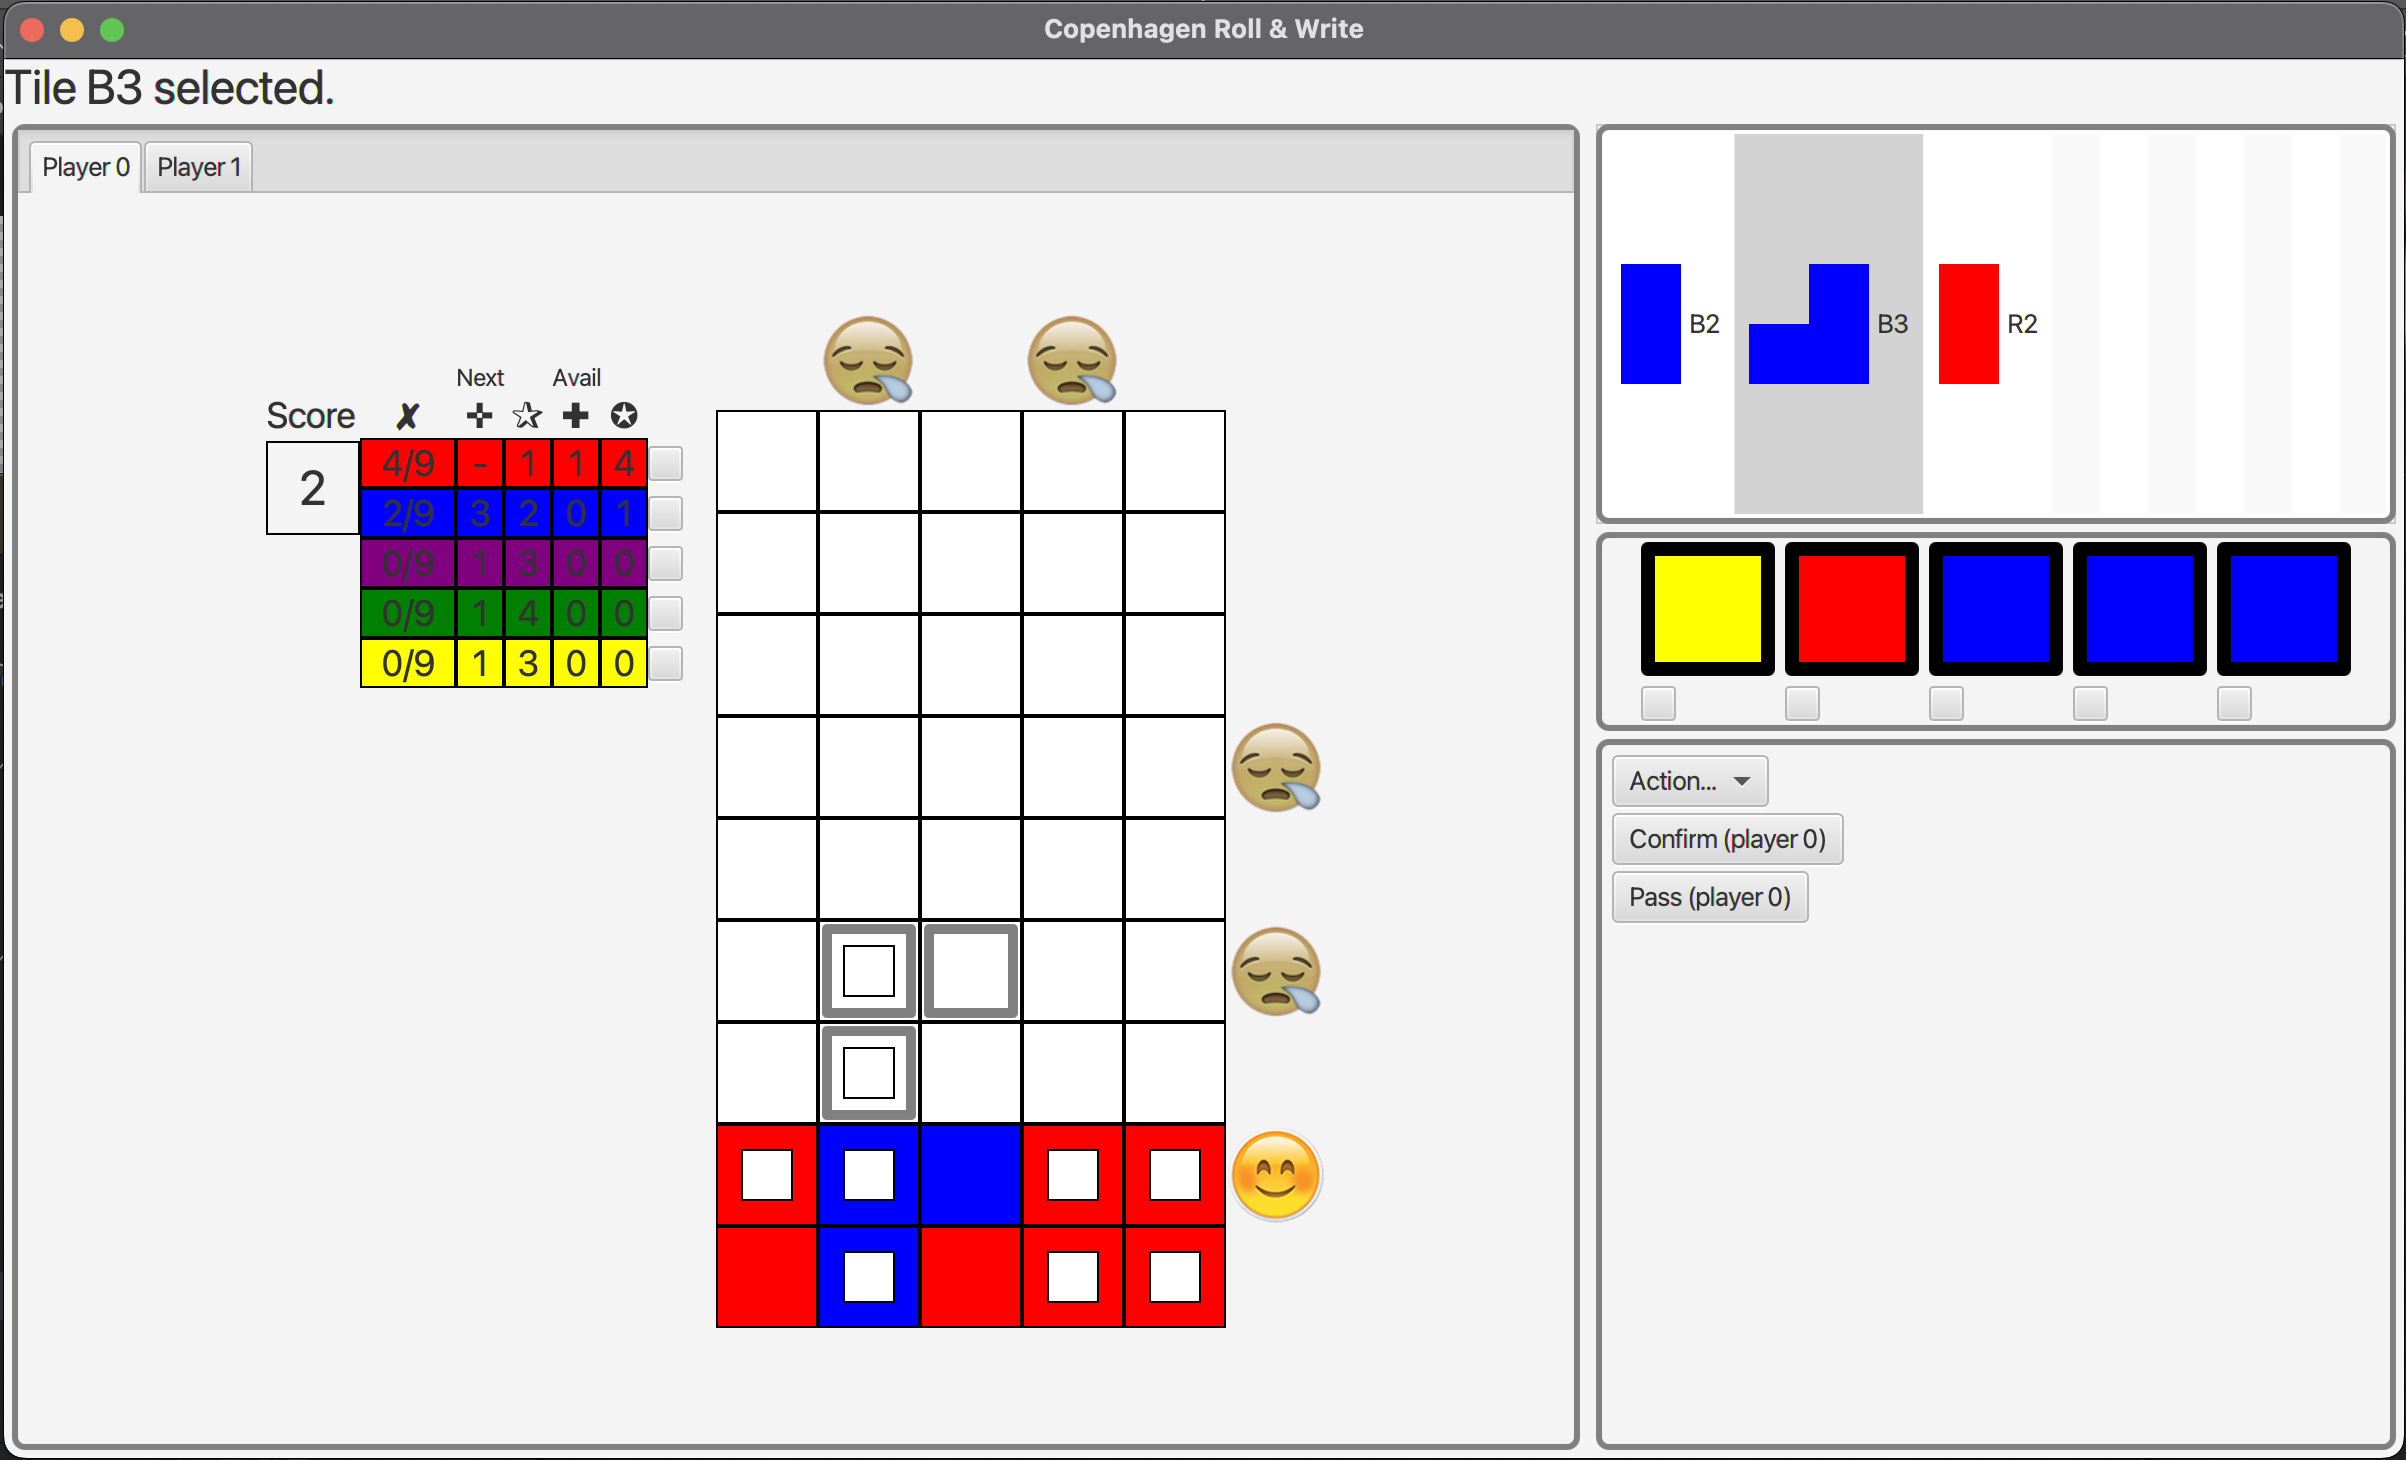 Copenhagen Roll & Write
Tile B3 selected.
Player 0 Player 1
Next Avail
Score ✗ ✢ ☆ ✚ ✪
2
4/9 - 1 1 4
2/9 3 2 0 1
0/9 1 3 0 0
0/9 1 4 0 0
0/9 1 3 0 0
B2 B3 R2
Action...
Confirm (player 0)
Pass (player 0)